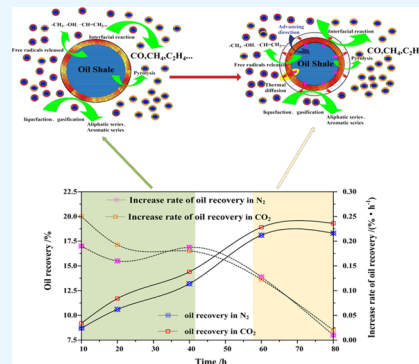 -CH₃, -OH, -CH=CH₂...
Interfacial reaction
CO,CH₄,C₂H₄...
Free radicals released
Oil Shale
Pyrolysis
liquefaction、gasification
Aliphatic series、
Aromatic series
Advancing
direction
Interfacial reaction
-CH₃, -OH, -CH=CH₂...
CO,CH₄,C₂H
Free radicals released
Oil Shale
Pyrolysis
Thermal
diffusion
liquefaction、gasification
Aliphatic series、
Aromatic series
22.5
20.0
17.5
15.0
12.5
10.0
7.5
Oil recovery /%
Increase rate of oil recovery in N₂
Increase rate of oil recovery in CO₂
oil recovery in N₂
oil recovery in CO₂
0.30
0.25
0.20
0.15
0.10
0.05
0.00
Increase rate of oil recovery/(% • h⁻¹)
10 20 40 60 80
Time /h